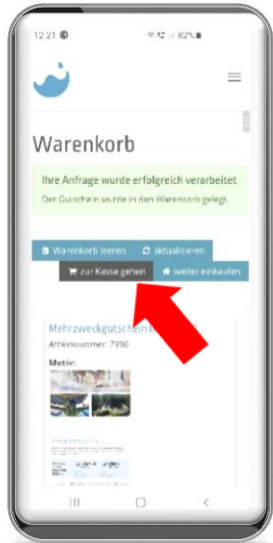 12:21
82%
Warenkorb
Ihre Anfrage wurde erfolgreich verarbeitet
Der Gutschein wurde in den Warenkorb gelegt.
Warenkorb leeren aktualisieren
zur Kasse gehen weiter einkaufen
Mehrzweckgutschein
Artikelnummer: 7990
Motiv: